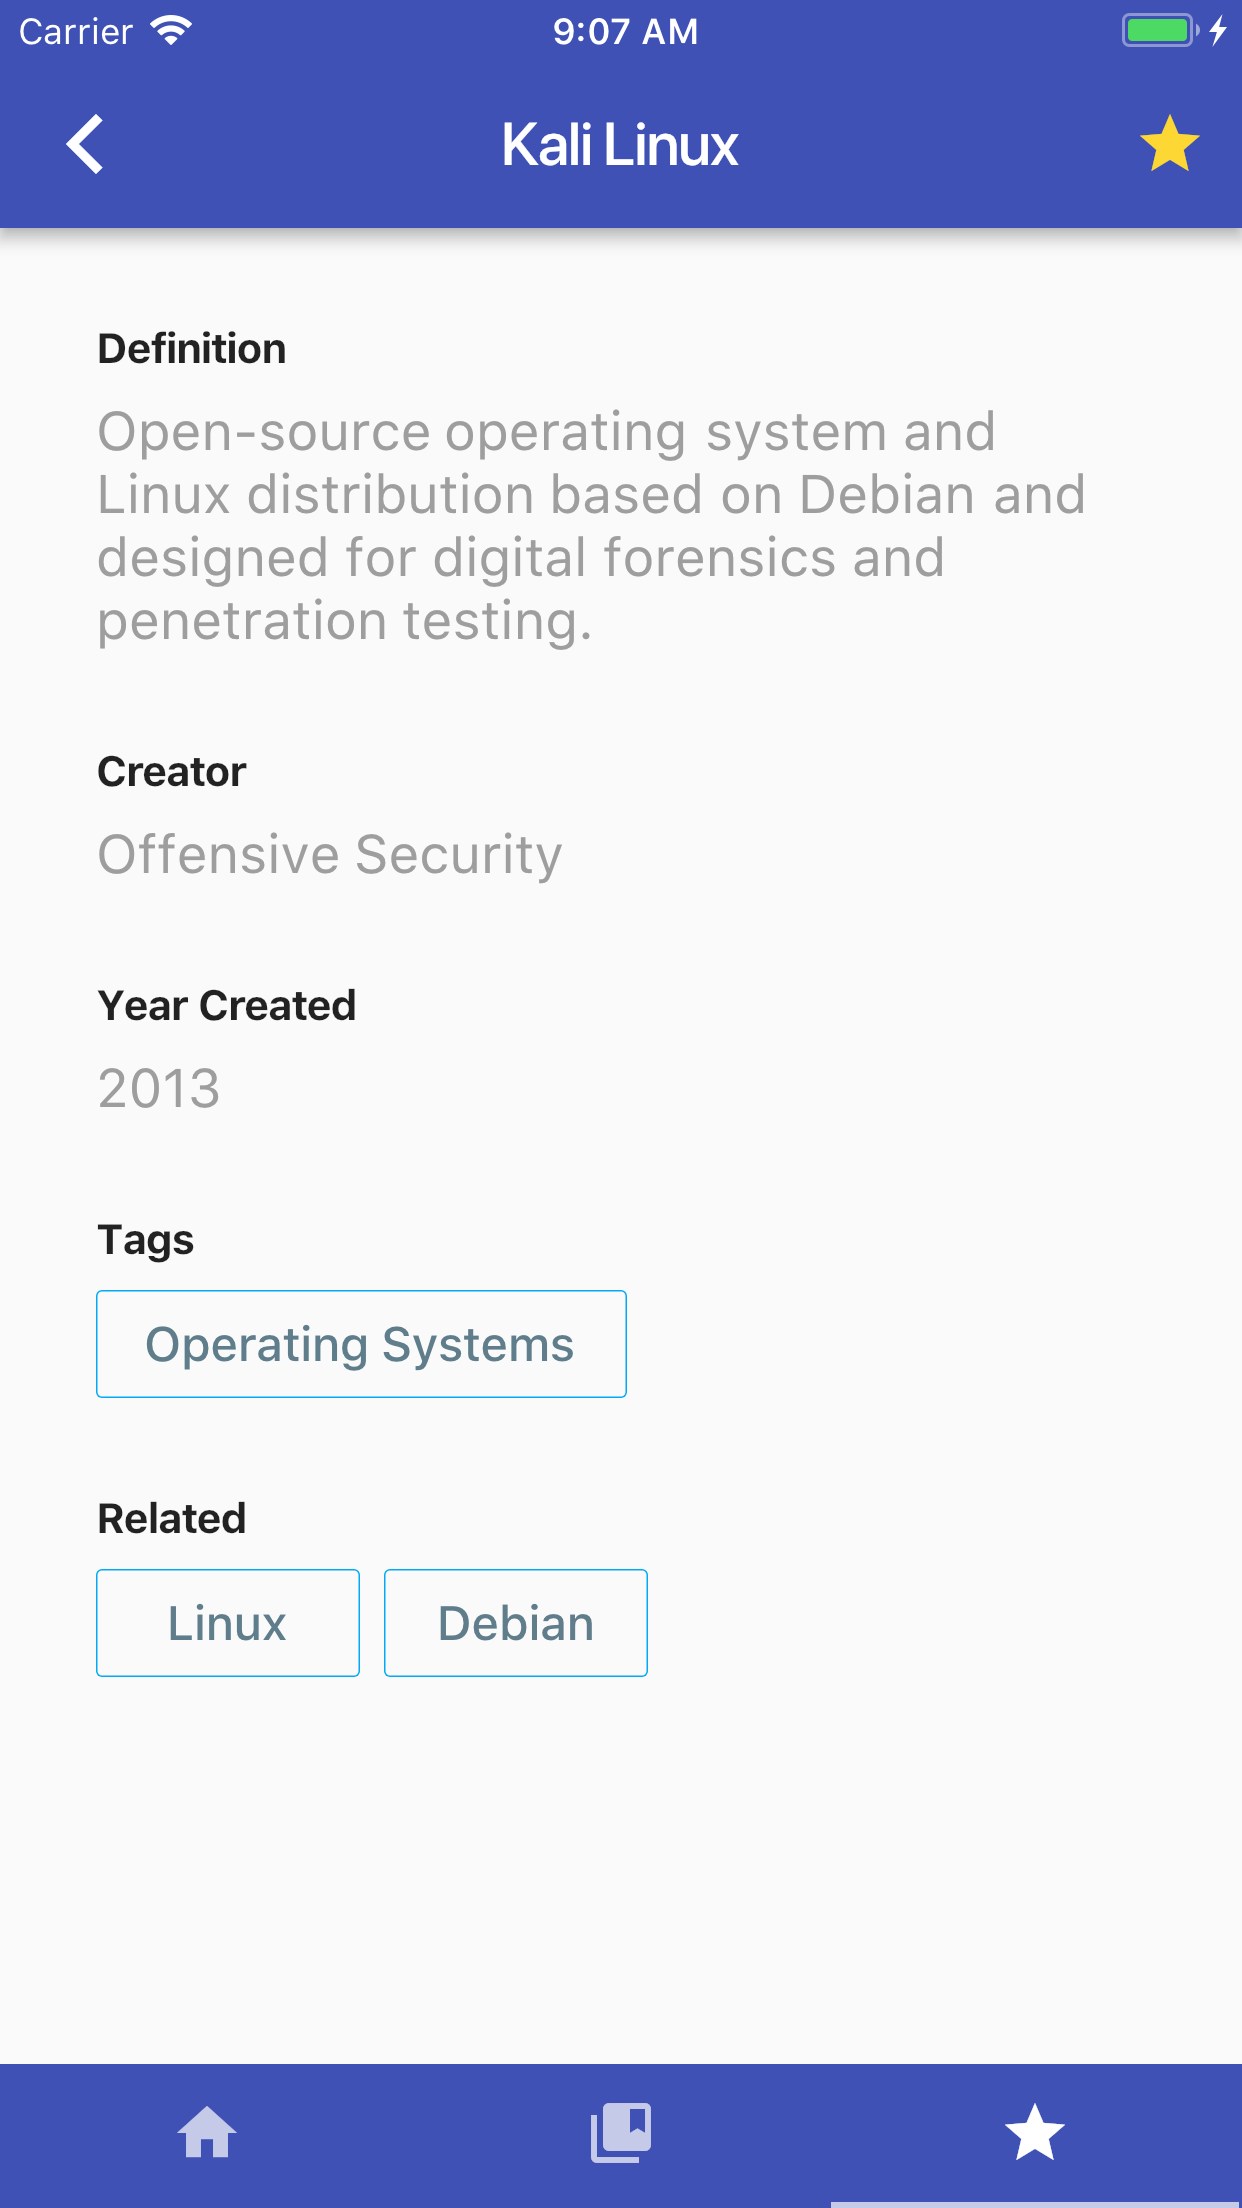 Carrier 9:07 AM
Kali Linux
Definition
Open-source operating system and
Linux distribution based on Debian and
designed for digital forensics and
penetration testing.
Creator
Offensive Security
Year Created
2013
Tags
Operating Systems
Related
Linux Debian